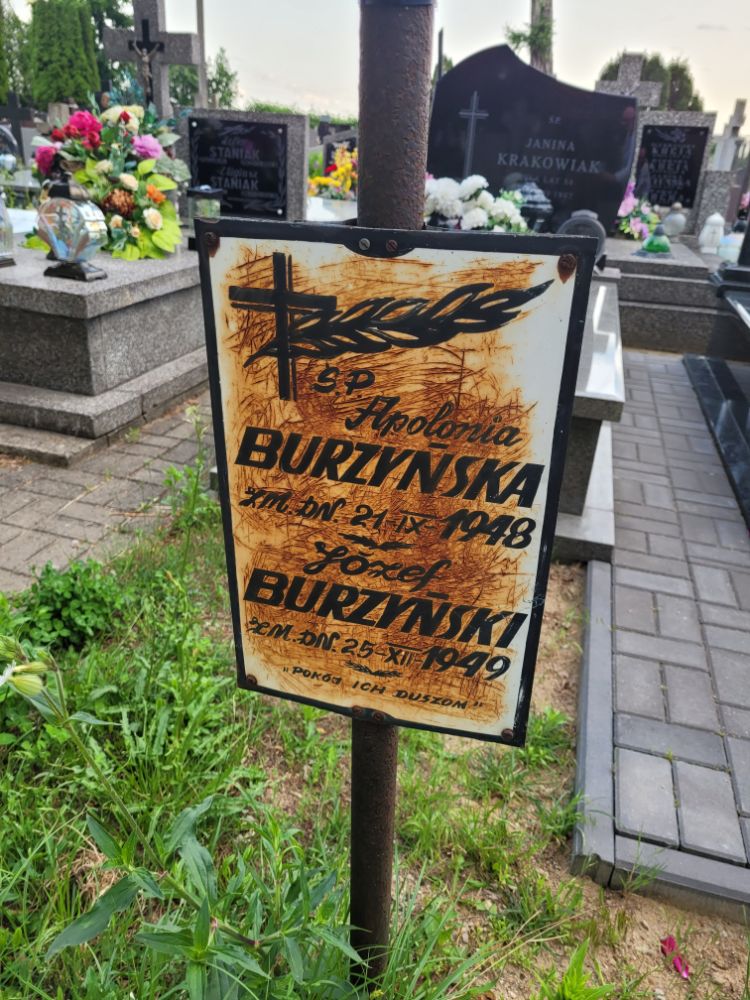 Ś.P.
Apolonia
BURZYŃSKA
ZM. DN. 21-IX-1948
Józef
BURZYŃSKI
ZM. DN. 25-XII-1949
„POKÓJ ICH DUSZOM"
STANIAK
STANIAK
Ś.P.
JANINA
KRAKOWIAK